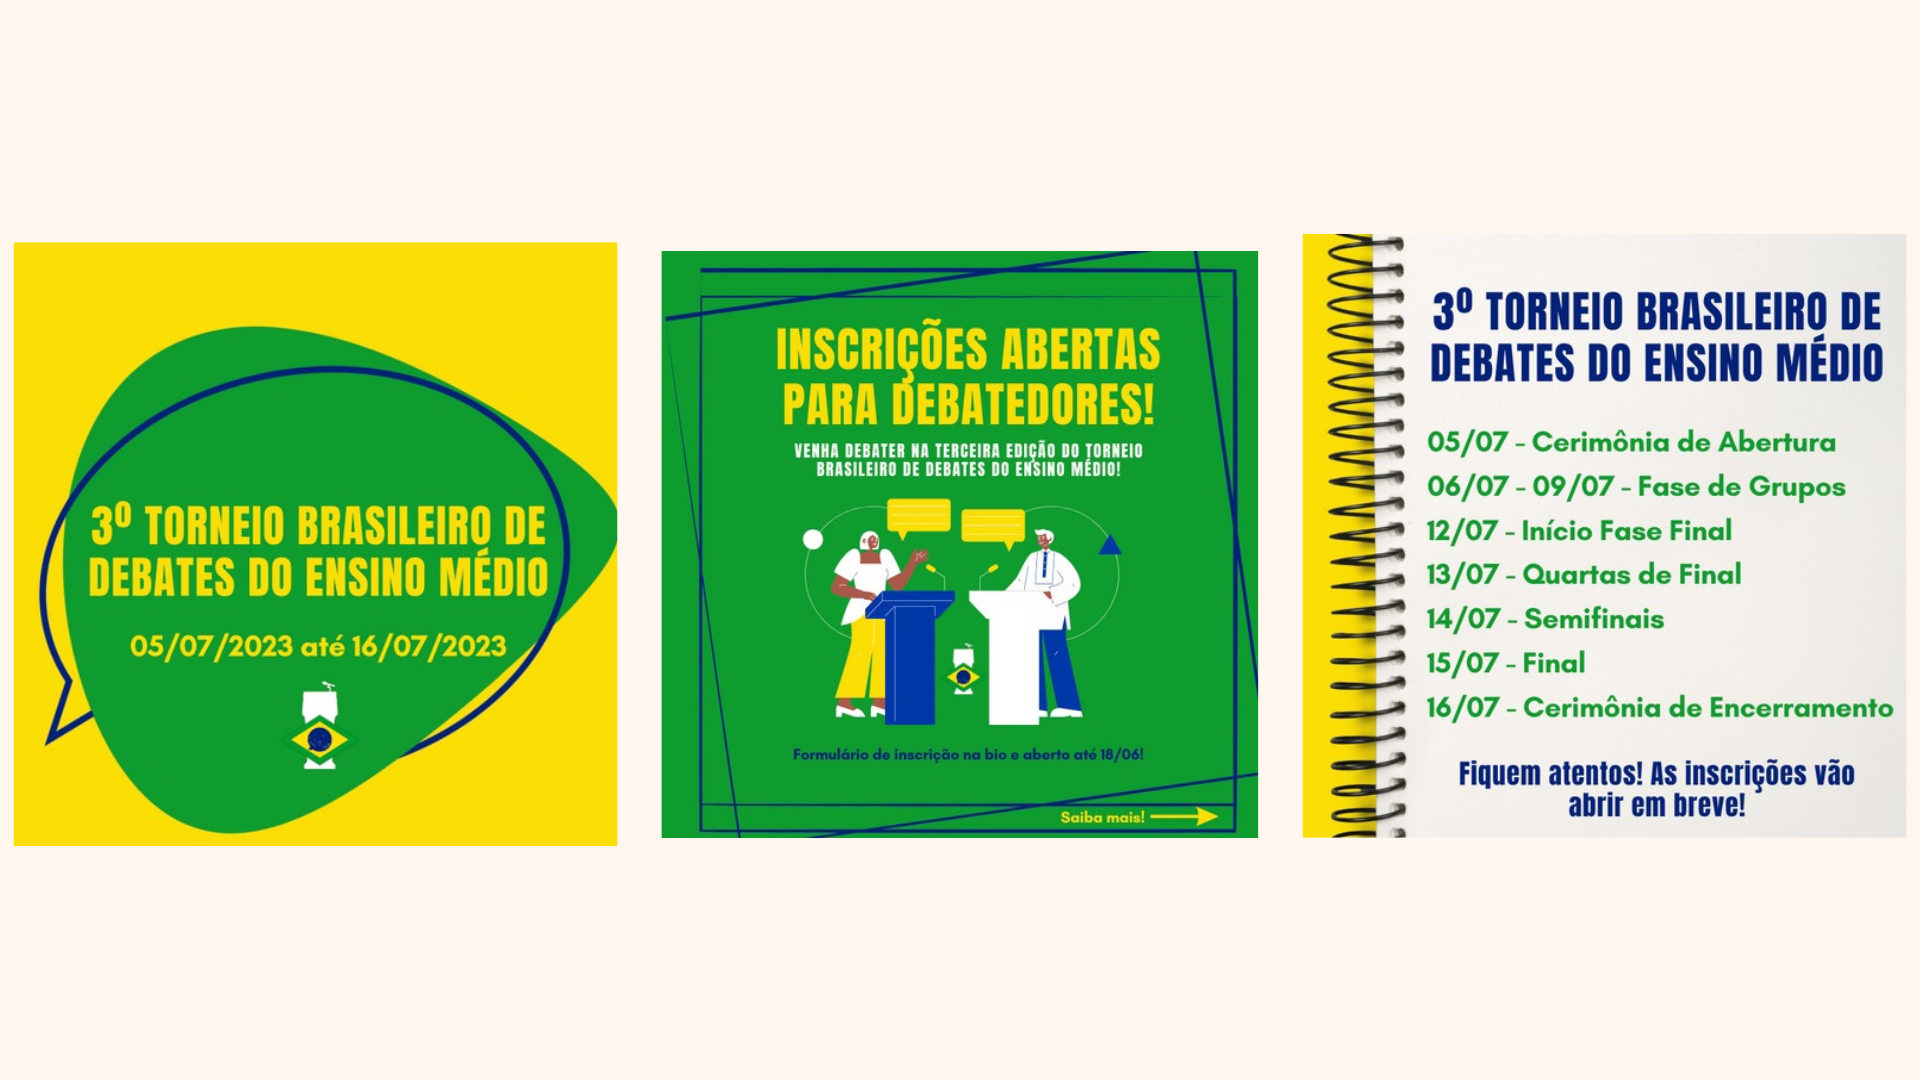 3º TORNEIO BRASILEIRO DE
DEBATES DO ENSINO MÉDIO
05/07/2023 até 16/07/2023
INSCRIÇÕES ABERTAS
PARA DEBATEDORES!
VENHA DEBATER NA TERCEIRA EDIÇÃO DO TORNEIO
BRASILEIRO DE DEBATES DO ENSINO MÉDIO!
Formulário de inscrição na bio e aberto até 18/06!
Saiba mais!
3º TORNEIO BRASILEIRO DE
DEBATES DO ENSINO MÉDIO
05/07 - Cerimônia de Abertura
06/07 - 09/07 - Fase de Grupos
12/07 - Início Fase Final
13/07 - Quartas de Final
14/07 - Semifinais
15/07 - Final
16/07 - Cerimônia de Encerramento
Fiquem atentos! As inscrições vão
abrir em breve!